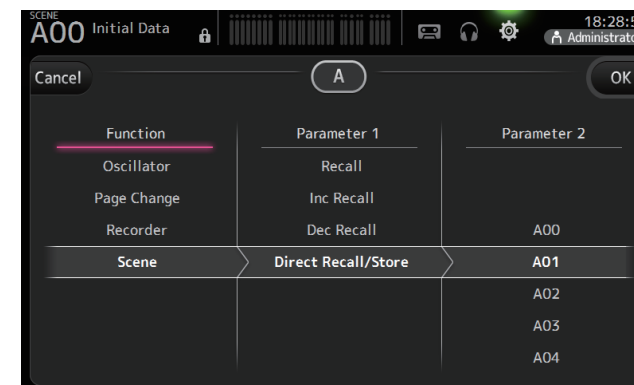 SCENE
A00 Initial Data
18:28:
Administrato
Cancel
A
OK
Function
Parameter 1
Parameter 2
Oscillator
Recall
Page Change
Inc Recall
Recorder
Dec Recall
A00
Scene
Direct Recall/Store
A01
A02
A03
A04